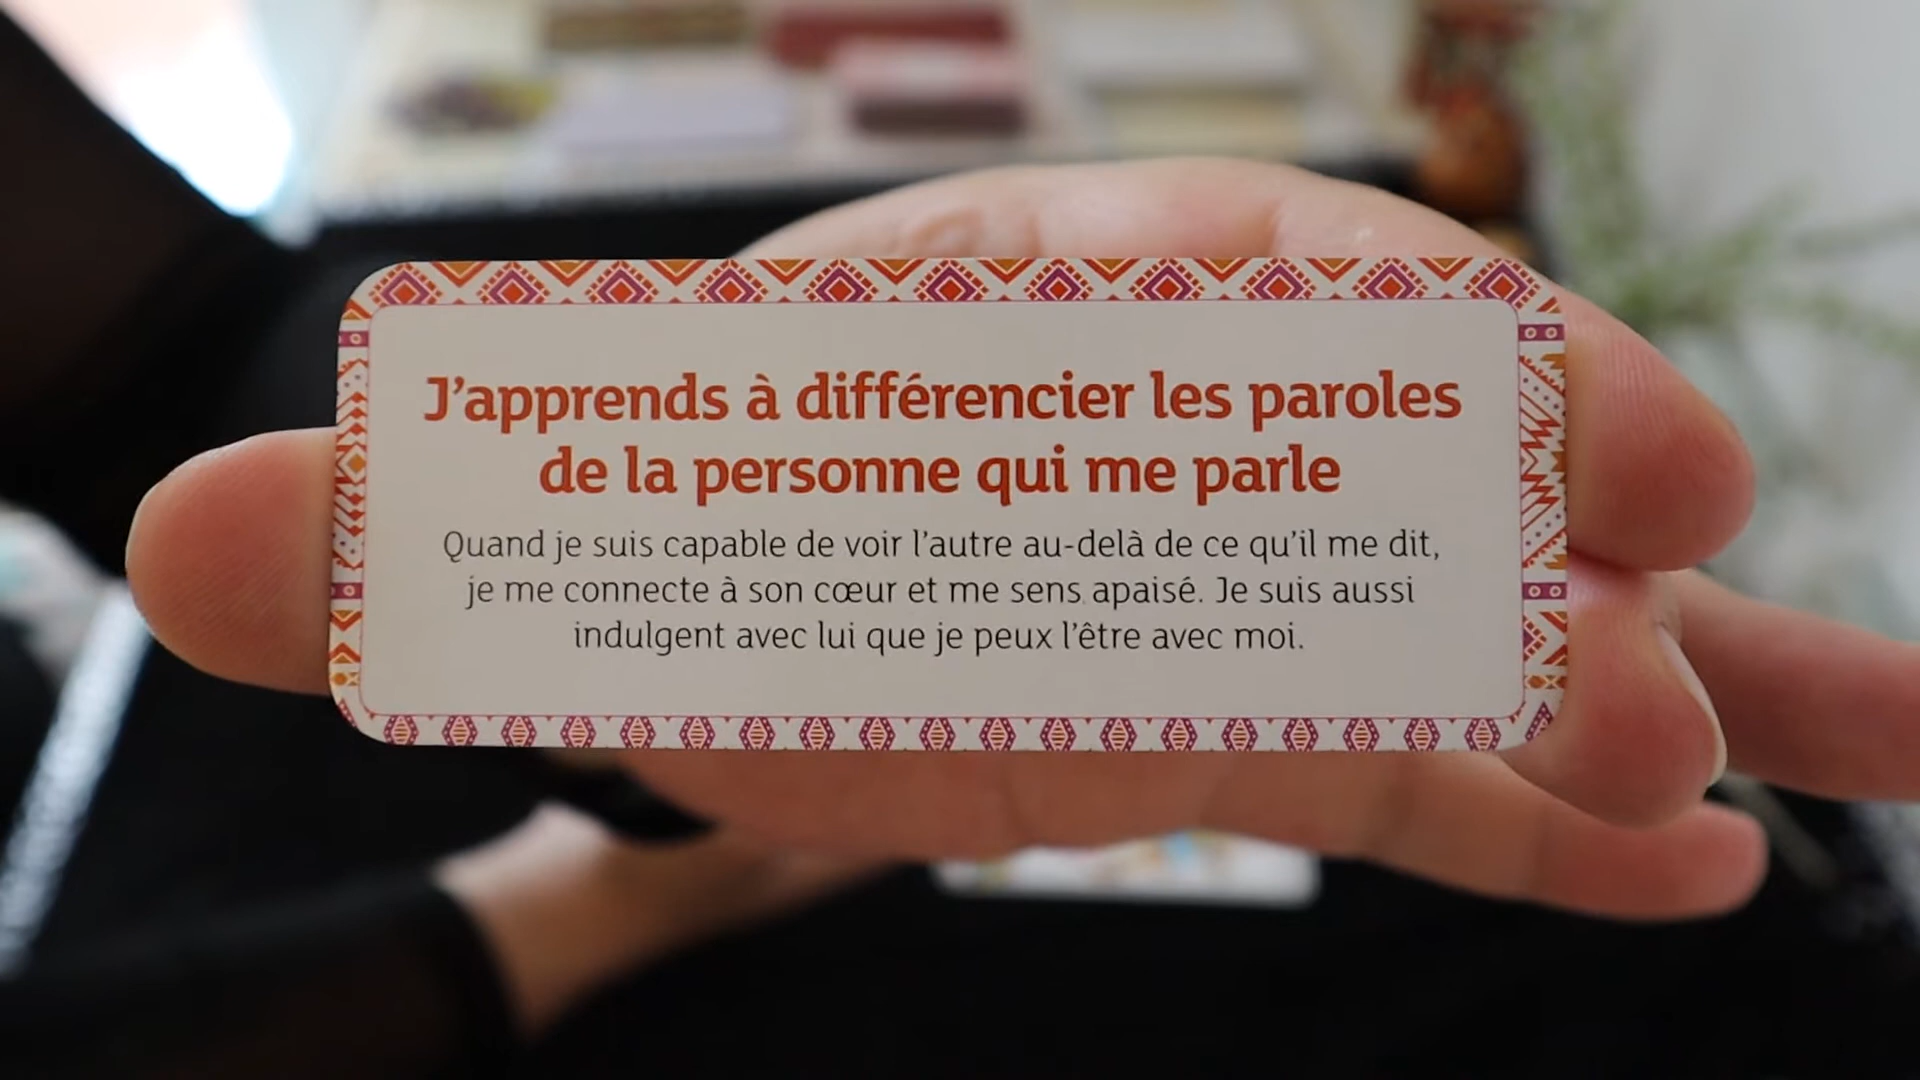 J'apprends à différencier les paroles
de la personne qui me parle
Quand je suis capable de voir l'autre au-delà de ce qu'il me dit,
je me connecte à son cœur et me sens apaisé. Je suis aussi
indulgent avec lui que je peux l'être avec moi.